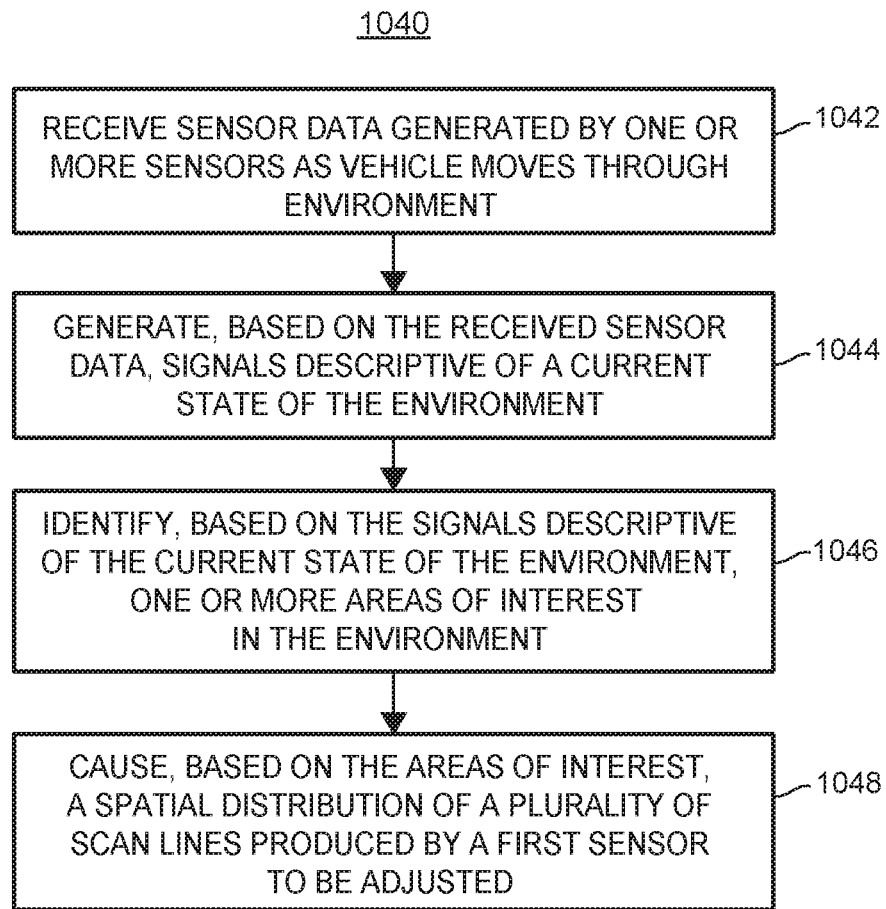 1040
RECEIVE SENSOR DATA GENERATED BY ONE OR
MORE SENSORS AS VEHICLE MOVES THROUGH
ENVIRONMENT
1042
GENERATE, BASED ON THE RECEIVED SENSOR
DATA, SIGNALS DESCRIPTIVE OF A CURRENT
STATE OF THE ENVIRONMENT
1044
IDENTIFY, BASED ON THE SIGNALS DESCRIPTIVE
OF THE CURRENT STATE OF THE ENVIRONMENT,
ONE OR MORE AREAS OF INTEREST
IN THE ENVIRONMENT
1046
CAUSE, BASED ON THE AREAS OF INTEREST,
A SPATIAL DISTRIBUTION OF A PLURALITY OF
SCAN LINES PRODUCED BY A FIRST SENSOR
TO BE ADJUSTED
1048